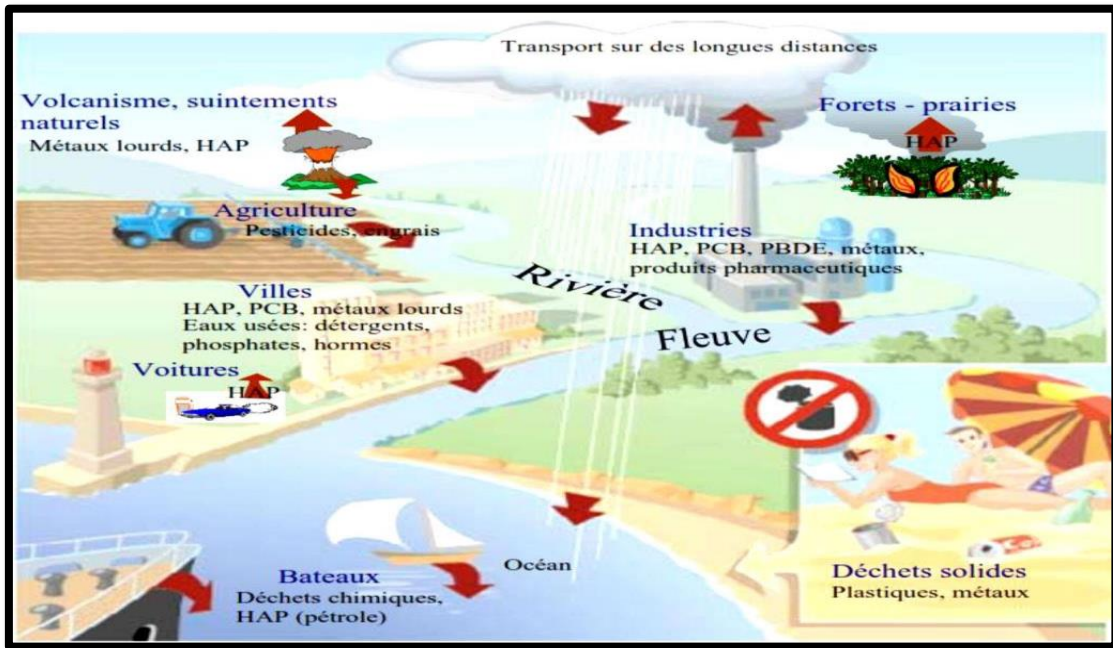 Transport sur des longues distances
Volcanisme, suintements
naturels
Métaux lourds, HAP
Forets - prairies
HAP
Agriculture
Pesticides, engrais
Industries
HAP, PCB, PBDE, métaux,
produits pharmaceutiques
Rivière
Fleuve
Villes
HAP, PCB, métaux lourds
Eaux usées: détergents,
phosphates, hormes
Voitures
HAP
Océan
Bateaux
Déchets chimiques,
HAP (pétrole)
Déchets solides
Plastiques, métaux